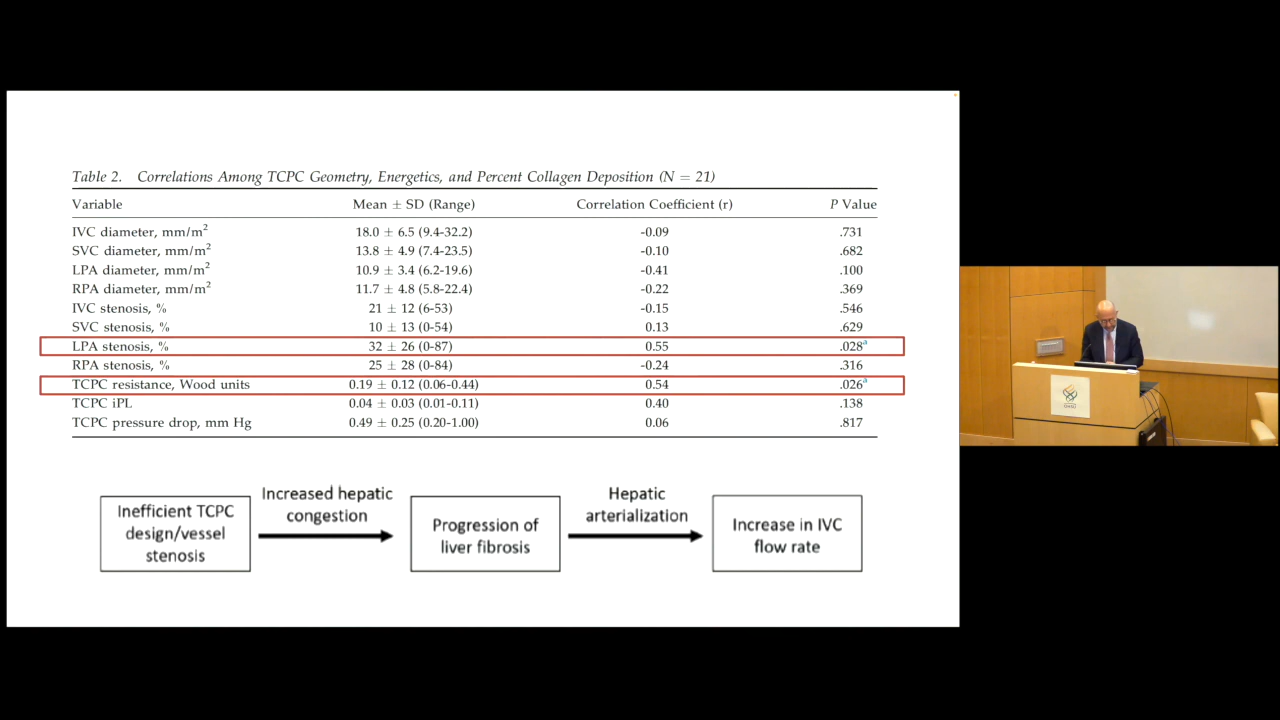 Table 2. Correlations Among TCPC Geometry, Energetics, and Percent Collagen Deposition (N = 21)
Variable Mean ± SD (Range) Correlation Coefficient (r) P Value
IVC diameter, mm/m² 18.0 ± 6.5 (9.4-32.2) -0.09 .731
SVC diameter, mm/m² 13.8 ± 4.9 (7.4-23.5) -0.10 .682
LPA diameter, mm/m² 10.9 ± 3.4 (6.2-19.6) -0.41 .100
RPA diameter, mm/m² 11.7 ± 4.8 (5.8-22.4) -0.22 .369
IVC stenosis, % 21 ± 12 (6-53) -0.15 .546
SVC stenosis, % 10 ± 13 (0-54) 0.13 .629
LPA stenosis, % 32 ± 26 (0-87) 0.55 .028ᵃ
RPA stenosis, % 25 ± 28 (0-84) -0.24 .316
TCPC resistance, Wood units 0.19 ± 0.12 (0.06-0.44) 0.54 .026ᵃ
TCPC iPL 0.04 ± 0.03 (0.01-0.11) 0.40 .138
TCPC pressure drop, mm Hg 0.49 ± 0.25 (0.20-1.00) 0.06 .817
Inefficient TCPC
design/vessel
stenosis
Increased hepatic
congestion
Progression of
liver fibrosis
Hepatic
arterialization
Increase in IVC
flow rate